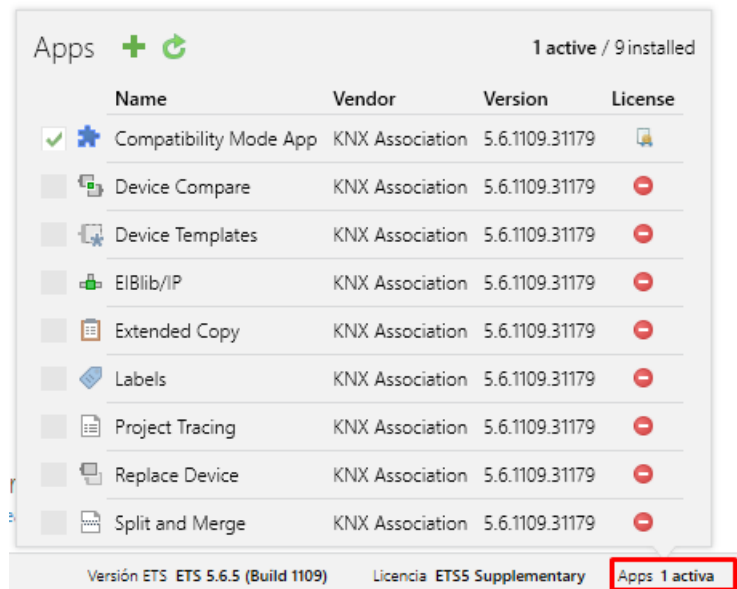 Apps 1 active / 9 installed
Name Vendor Version License
Compatibility Mode App KNX Association 5.6.1109.31179
Device Compare KNX Association 5.6.1109.31179
Device Templates KNX Association 5.6.1109.31179
EIBlib/IP KNX Association 5.6.1109.31179
Extended Copy KNX Association 5.6.1109.31179
Labels KNX Association 5.6.1109.31179
Project Tracing KNX Association 5.6.1109.31179
Replace Device KNX Association 5.6.1109.31179
Split and Merge KNX Association 5.6.1109.31179
Versión ETS ETS 5.6.5 (Build 1109) Licencia ETS5 Supplementary Apps 1 activa